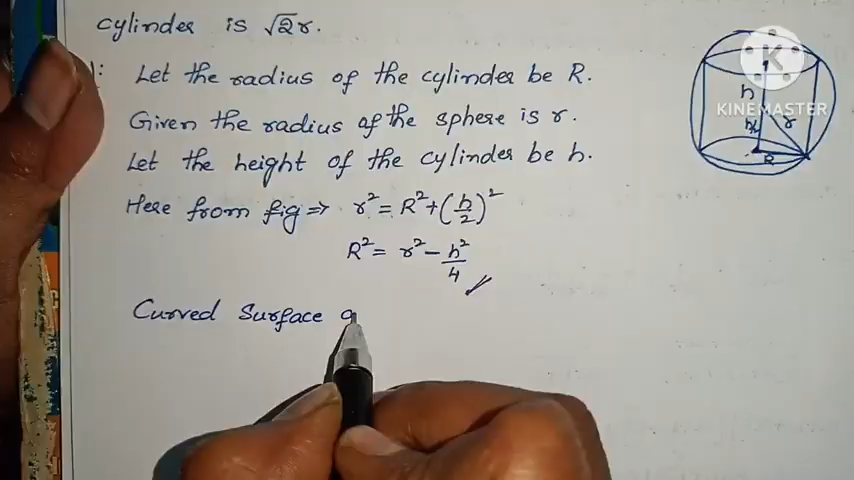 cylinder is √2r.
Let the radius of the cylinder be R.
Given the radius of the sphere is r.
Let the height of the cylinder be h.
Here from fig ⇒ r² = R² + (h/2)²
R² = r² − h²/4
Curved Surface a
h
h/2
r
R
K
KINEMASTER